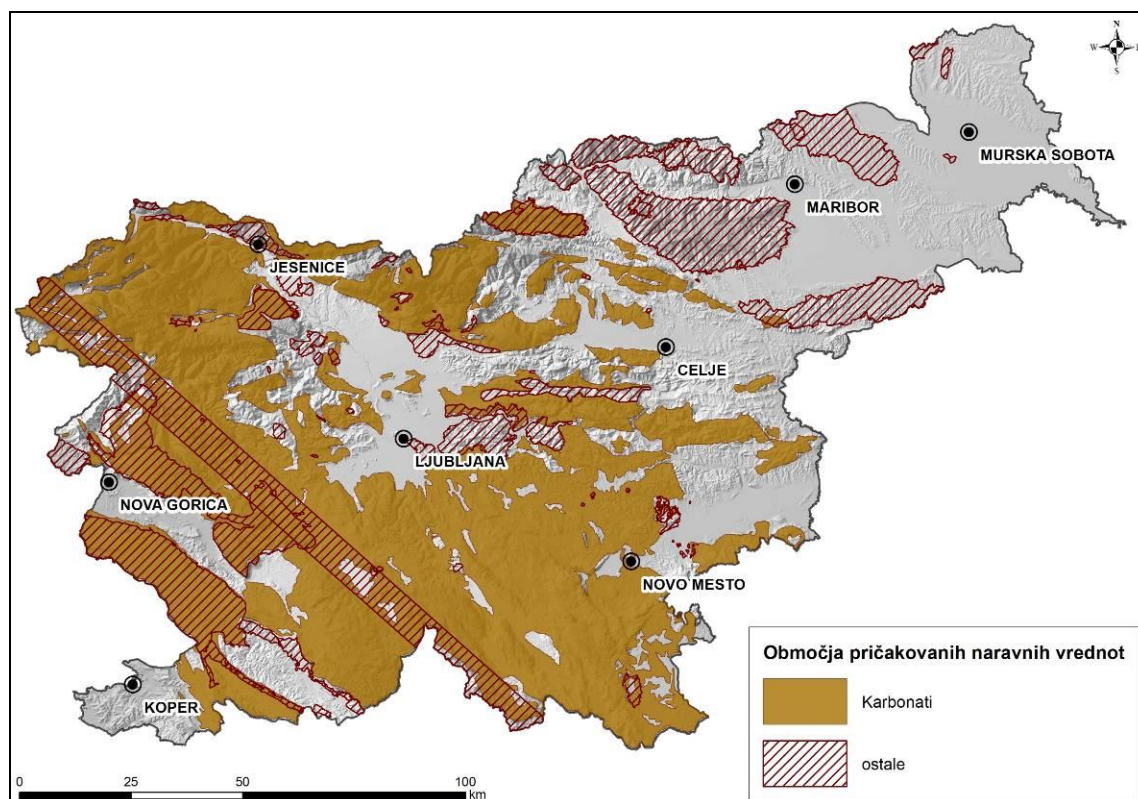 N
W
E
S
MURSKA SOBOTA
MARIBOR
JESENICE
CELJE
LJUBLJANA
NOVA GORICA
NOVO MESTO
KOPER
Območja pričakovanih naravnih vrednot
Karbonati
ostale
0 25 50 100
km